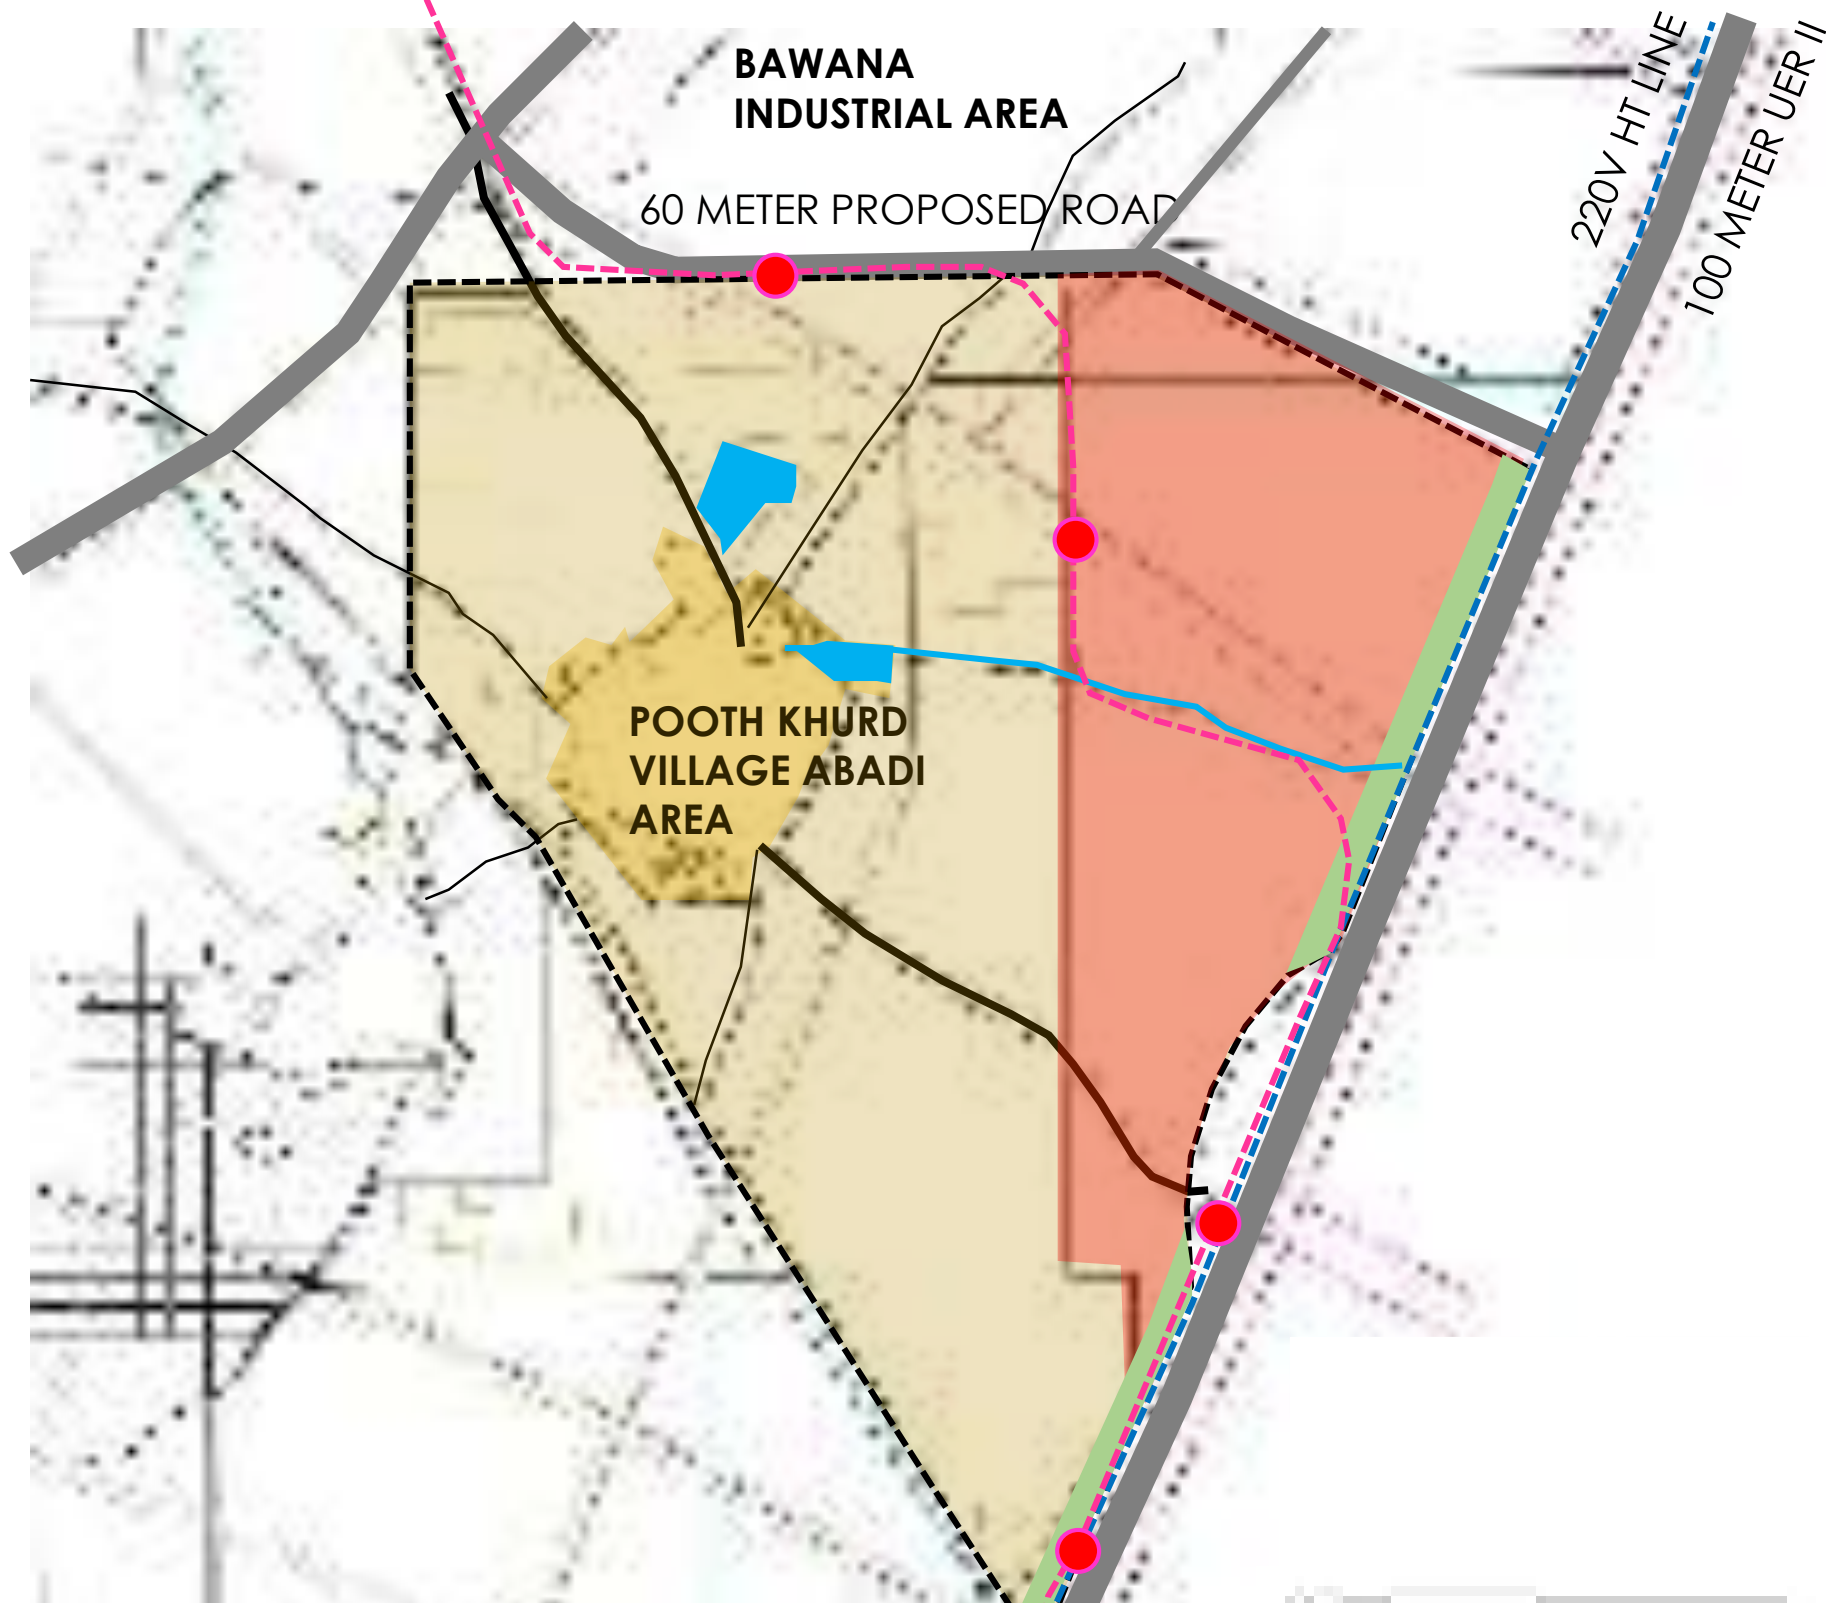 BAWANA
INDUSTRIAL AREA
60 METER PROPOSED ROAD
220V HT LINE
100 METER UER II
POOTH KHURD
VILLAGE ABADI
AREA